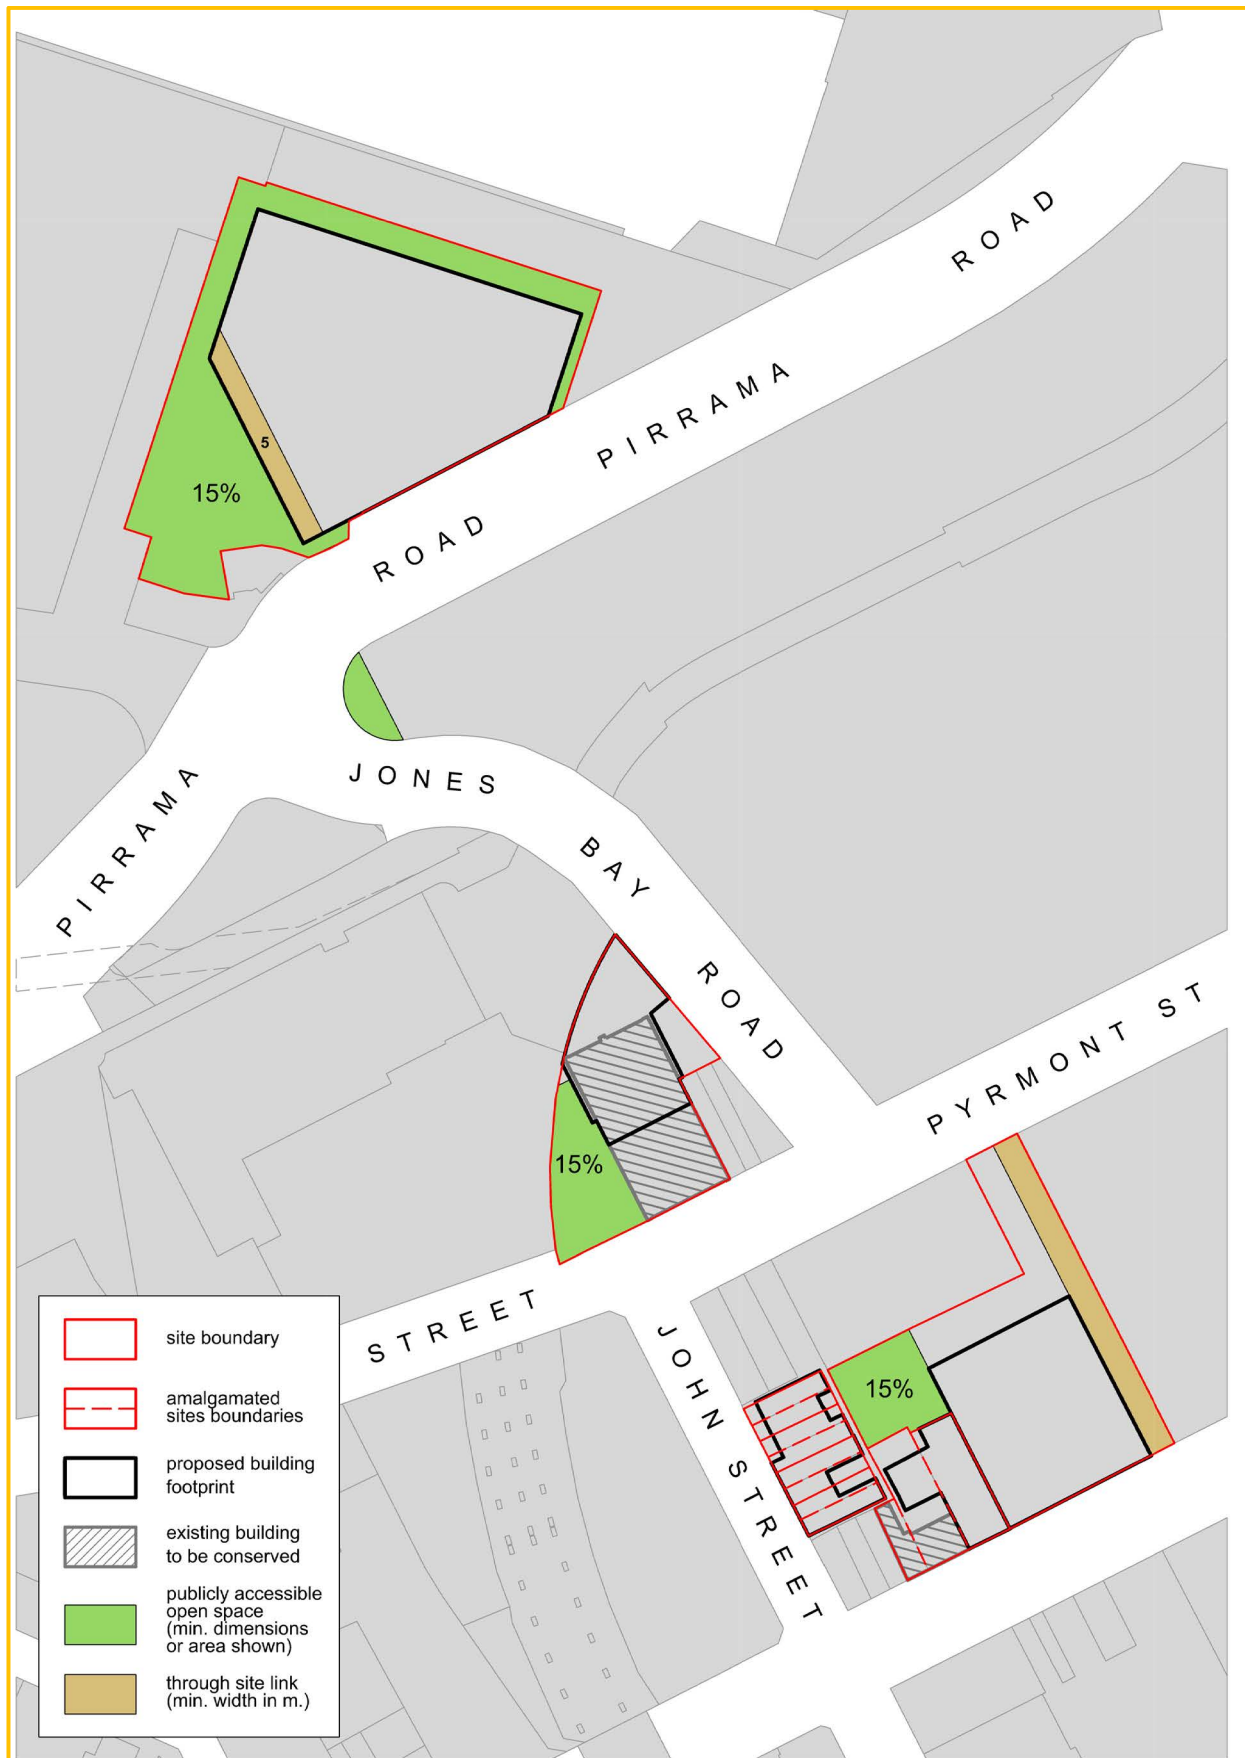 ROAD
PIRRAMA
5
15%
ROAD
JONES
PIRRAMA
BAY
ROAD
PYRMONT ST
15%
STREET
JOHN STREET
15%
site boundary
amalgamated
sites boundaries
proposed building
footprint
existing building
to be conserved
publicly accessible
open space
(min. dimensions
or area shown)
through site link
(min. width in m.)